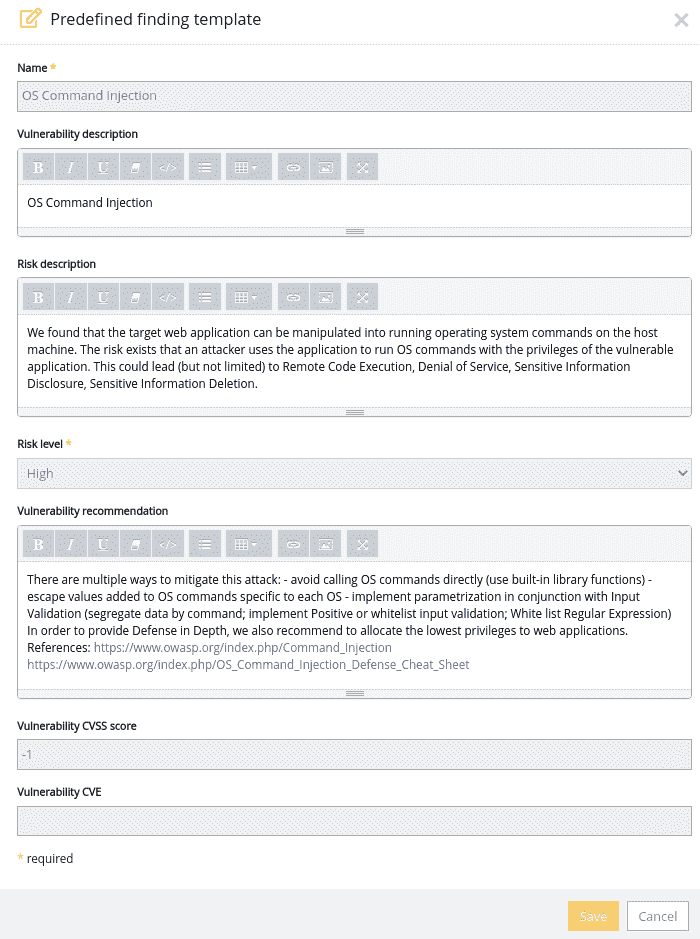 Predefined finding template
Name *
OS Command Injection
Vulnerability description
B I U </>
OS Command Injection
Risk description
B I U </>
We found that the target web application can be manipulated into running operating system commands on the host
machine. The risk exists that an attacker uses the application to run OS commands with the privileges of the vulnerable
application. This could lead (but not limited) to Remote Code Execution, Denial of Service, Sensitive Information
Disclosure, Sensitive Information Deletion.
Risk level *
High
Vulnerability recommendation
B I U </>
There are multiple ways to mitigate this attack: - avoid calling OS commands directly (use built-in library functions) -
escape values added to OS commands specific to each OS - implement parametrization in conjunction with Input
Validation (segregate data by command; implement Positive or whitelist input validation; White list Regular Expression)
In order to provide Defense in Depth, we also recommend to allocate the lowest privileges to web applications.
References: https://www.owasp.org/index.php/Command_Injection
https://www.owasp.org/index.php/OS_Command_Injection_Defense_Cheat_Sheet
Vulnerability CVSS score
-1
Vulnerability CVE
* required
Save Cancel